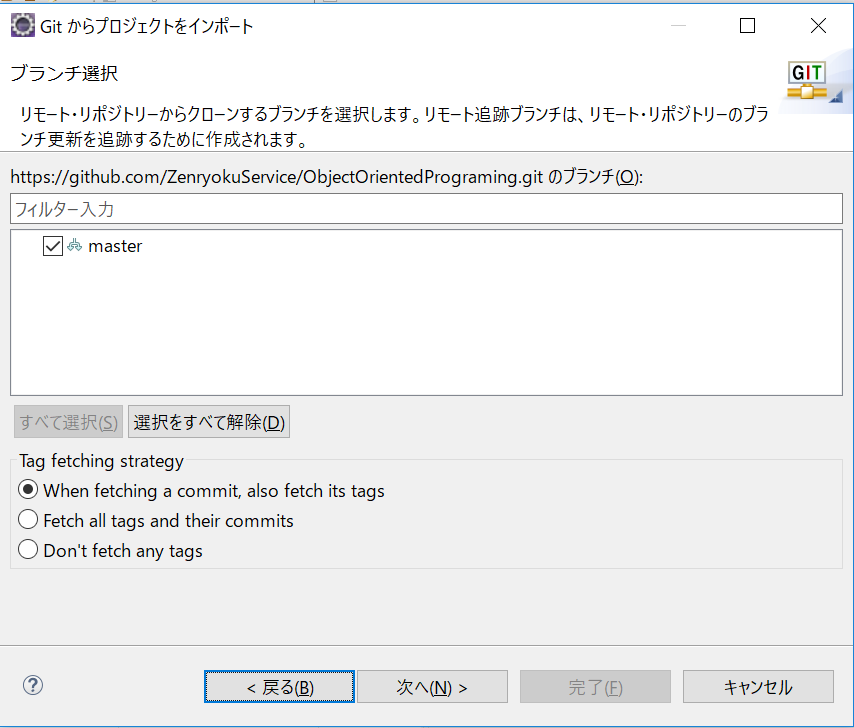 Git からプロジェクトをインポート
ブランチ選択
GIT
リモート・リポジトリーからクローンするブランチを選択します。リモート追跡ブランチは、リモート・リポジトリーのブラ
ンチ更新を追跡するために作成されます。
https://github.com/ZenryokuService/ObjectOrientedPrograming.git のブランチ(O):
フィルター入力
master
すべて選択(S) 選択をすべて解除(D)
Tag fetching strategy
When fetching a commit, also fetch its tags
Fetch all tags and their commits
Don't fetch any tags
? < 戻る(B) 次へ(N) > 完了(F) キャンセル